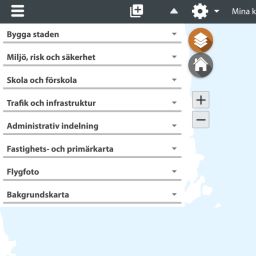 Mina k
Bygga staden
Miljö, risk och säkerhet
Skola och förskola
Trafik och infrastruktur
Administrativ indelning
Fastighets- och primärkarta
Flygfoto
Bakgrundskarta